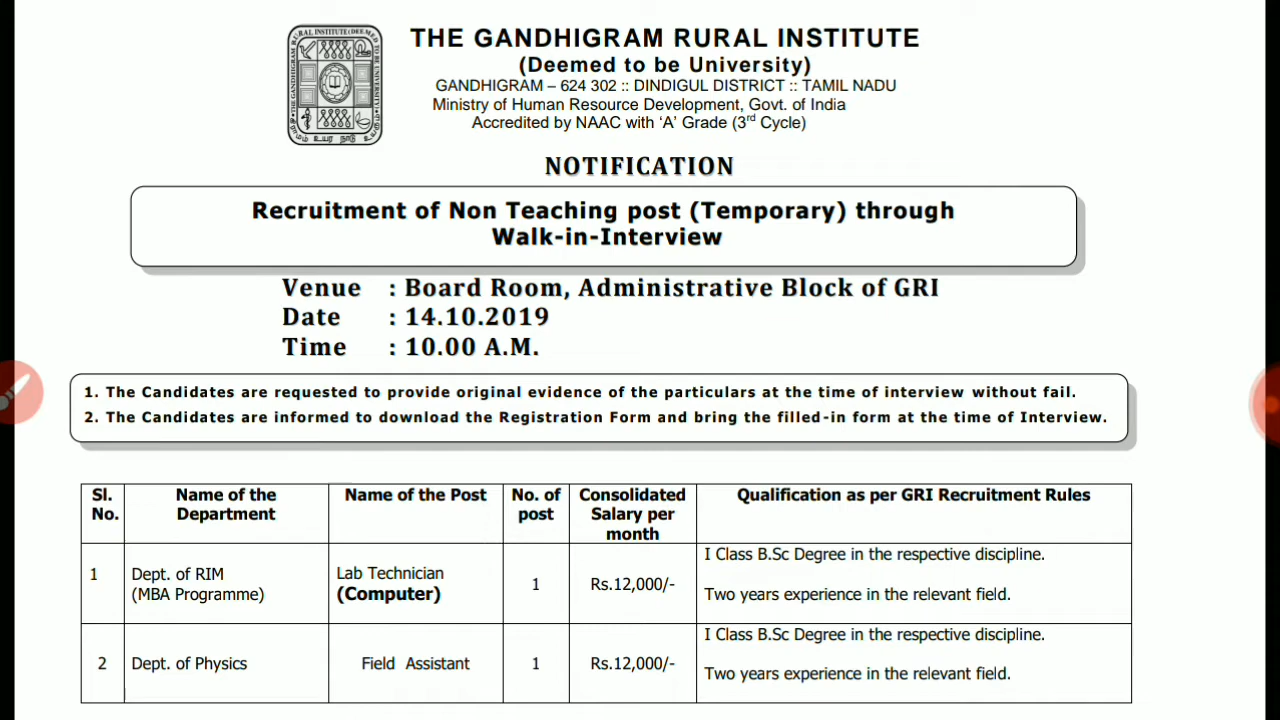 THE GANDHIGRAM RURAL INSTITUTE
(Deemed to be University)
GANDHIGRAM – 624 302 :: DINDIGUL DISTRICT :: TAMIL NADU
Ministry of Human Resource Development, Govt. of India
Accredited by NAAC with ‘A’ Grade (3rd Cycle)
NOTIFICATION
Recruitment of Non Teaching post (Temporary) through
Walk-in-Interview
Venue : Board Room, Administrative Block of GRI
Date : 14.10.2019
Time : 10.00 A.M.
1. The Candidates are requested to provide original evidence of the particulars at the time of interview without fail.
2. The Candidates are informed to download the Registration Form and bring the filled-in form at the time of Interview.
Sl. No. Name of the Department Name of the Post No. of post Consolidated Salary per month Qualification as per GRI Recruitment Rules
1 Dept. of RIM (MBA Programme) Lab Technician (Computer) 1 Rs.12,000/- I Class B.Sc Degree in the respective discipline.
Two years experience in the relevant field.
2 Dept. of Physics Field Assistant 1 Rs.12,000/- I Class B.Sc Degree in the respective discipline.
Two years experience in the relevant field.